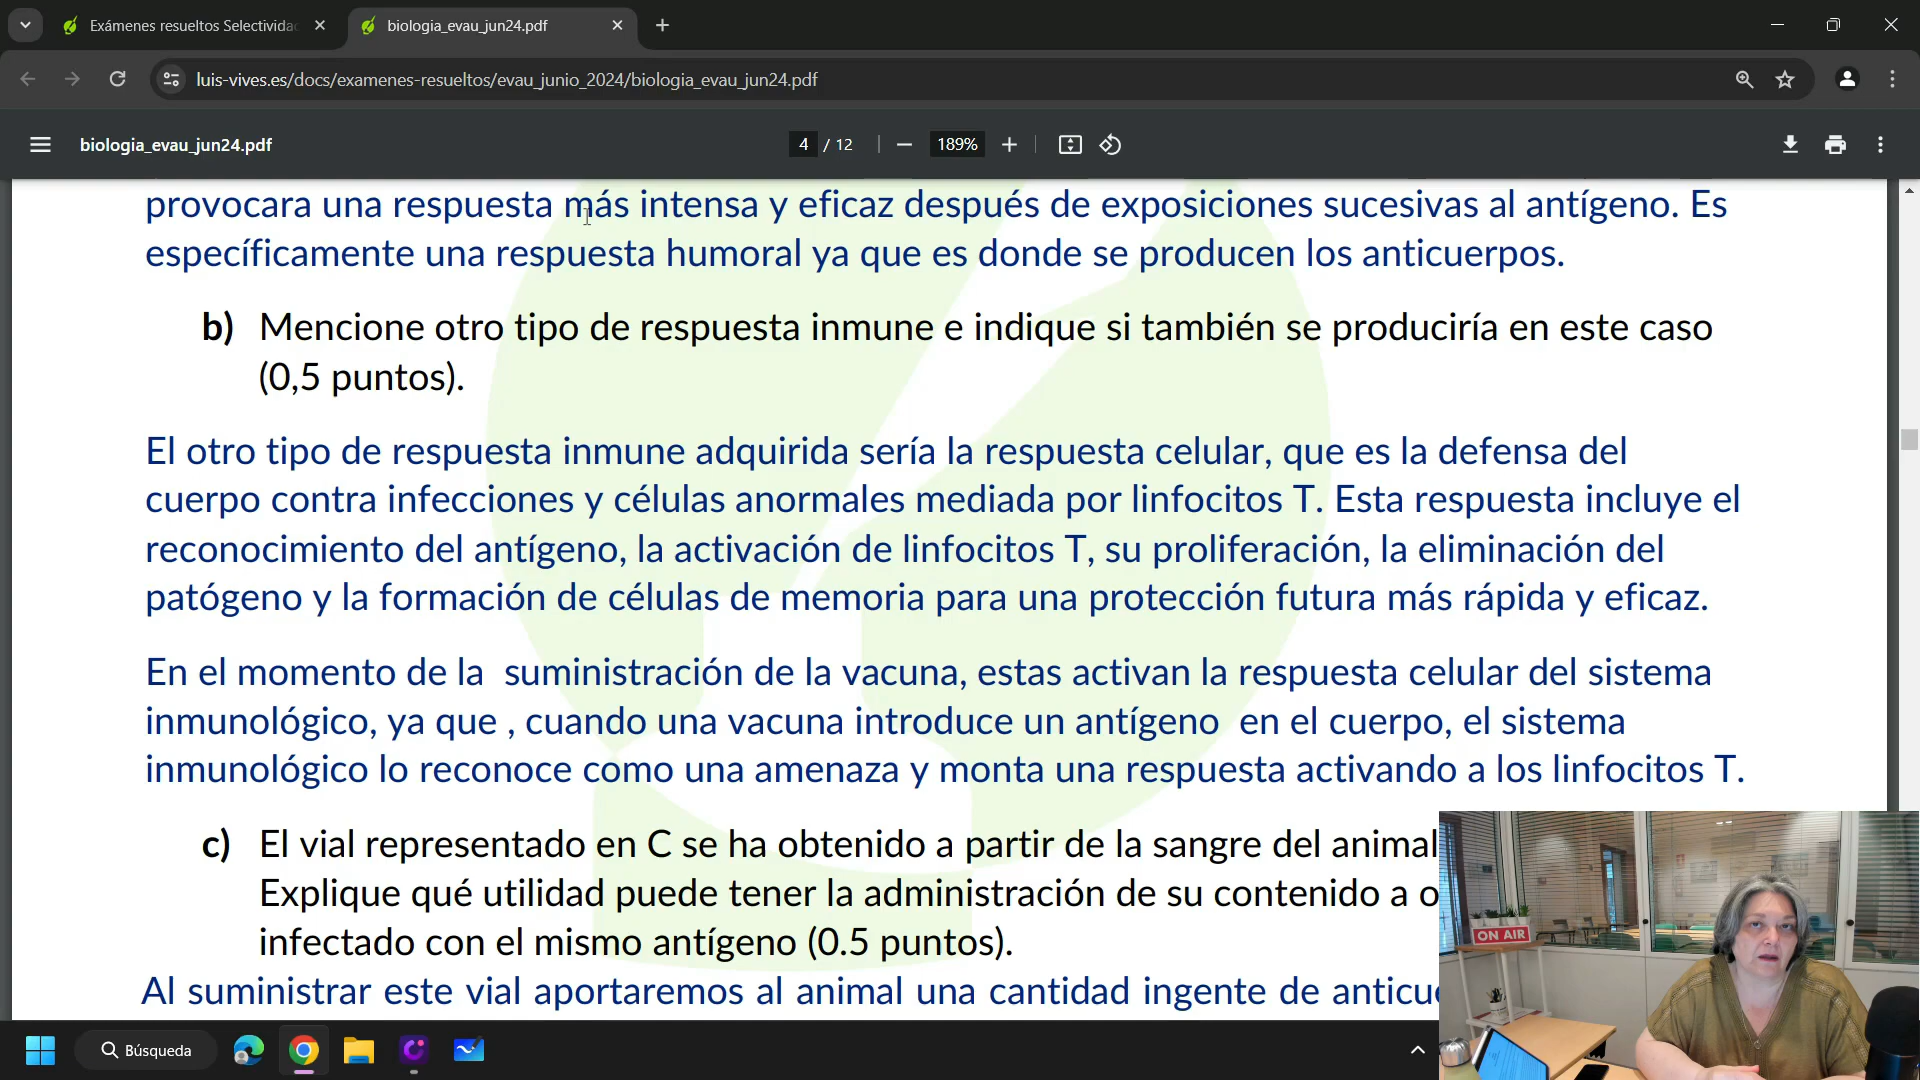 Exámenes resueltos Selectividad
biologia_evau_jun24.pdf
luis-vives.es/docs/examenes-resueltos/evau_junio_2024/biologia_evau_jun24.pdf
biologia_evau_jun24.pdf
4 / 12
189%
provocara una respuesta más intensa y eficaz después de exposiciones sucesivas al antígeno. Es
específicamente una respuesta humoral ya que es donde se producen los anticuerpos.
b) Mencione otro tipo de respuesta inmune e indique si también se produciría en este caso
(0,5 puntos).
El otro tipo de respuesta inmune adquirida sería la respuesta celular, que es la defensa del
cuerpo contra infecciones y células anormales mediada por linfocitos T. Esta respuesta incluye el
reconocimiento del antígeno, la activación de linfocitos T, su proliferación, la eliminación del
patógeno y la formación de células de memoria para una protección futura más rápida y eficaz.
En el momento de la suministración de la vacuna, estas activan la respuesta celular del sistema
inmunológico, ya que , cuando una vacuna introduce un antígeno en el cuerpo, el sistema
inmunológico lo reconoce como una amenaza y monta una respuesta activando a los linfocitos T.
c) El vial representado en C se ha obtenido a partir de la sangre del animal
Explique qué utilidad puede tener la administración de su contenido a o
infectado con el mismo antígeno (0.5 puntos).
Al suministrar este vial aportaremos al animal una cantidad ingente de anticue
ON AIR
Búsqueda